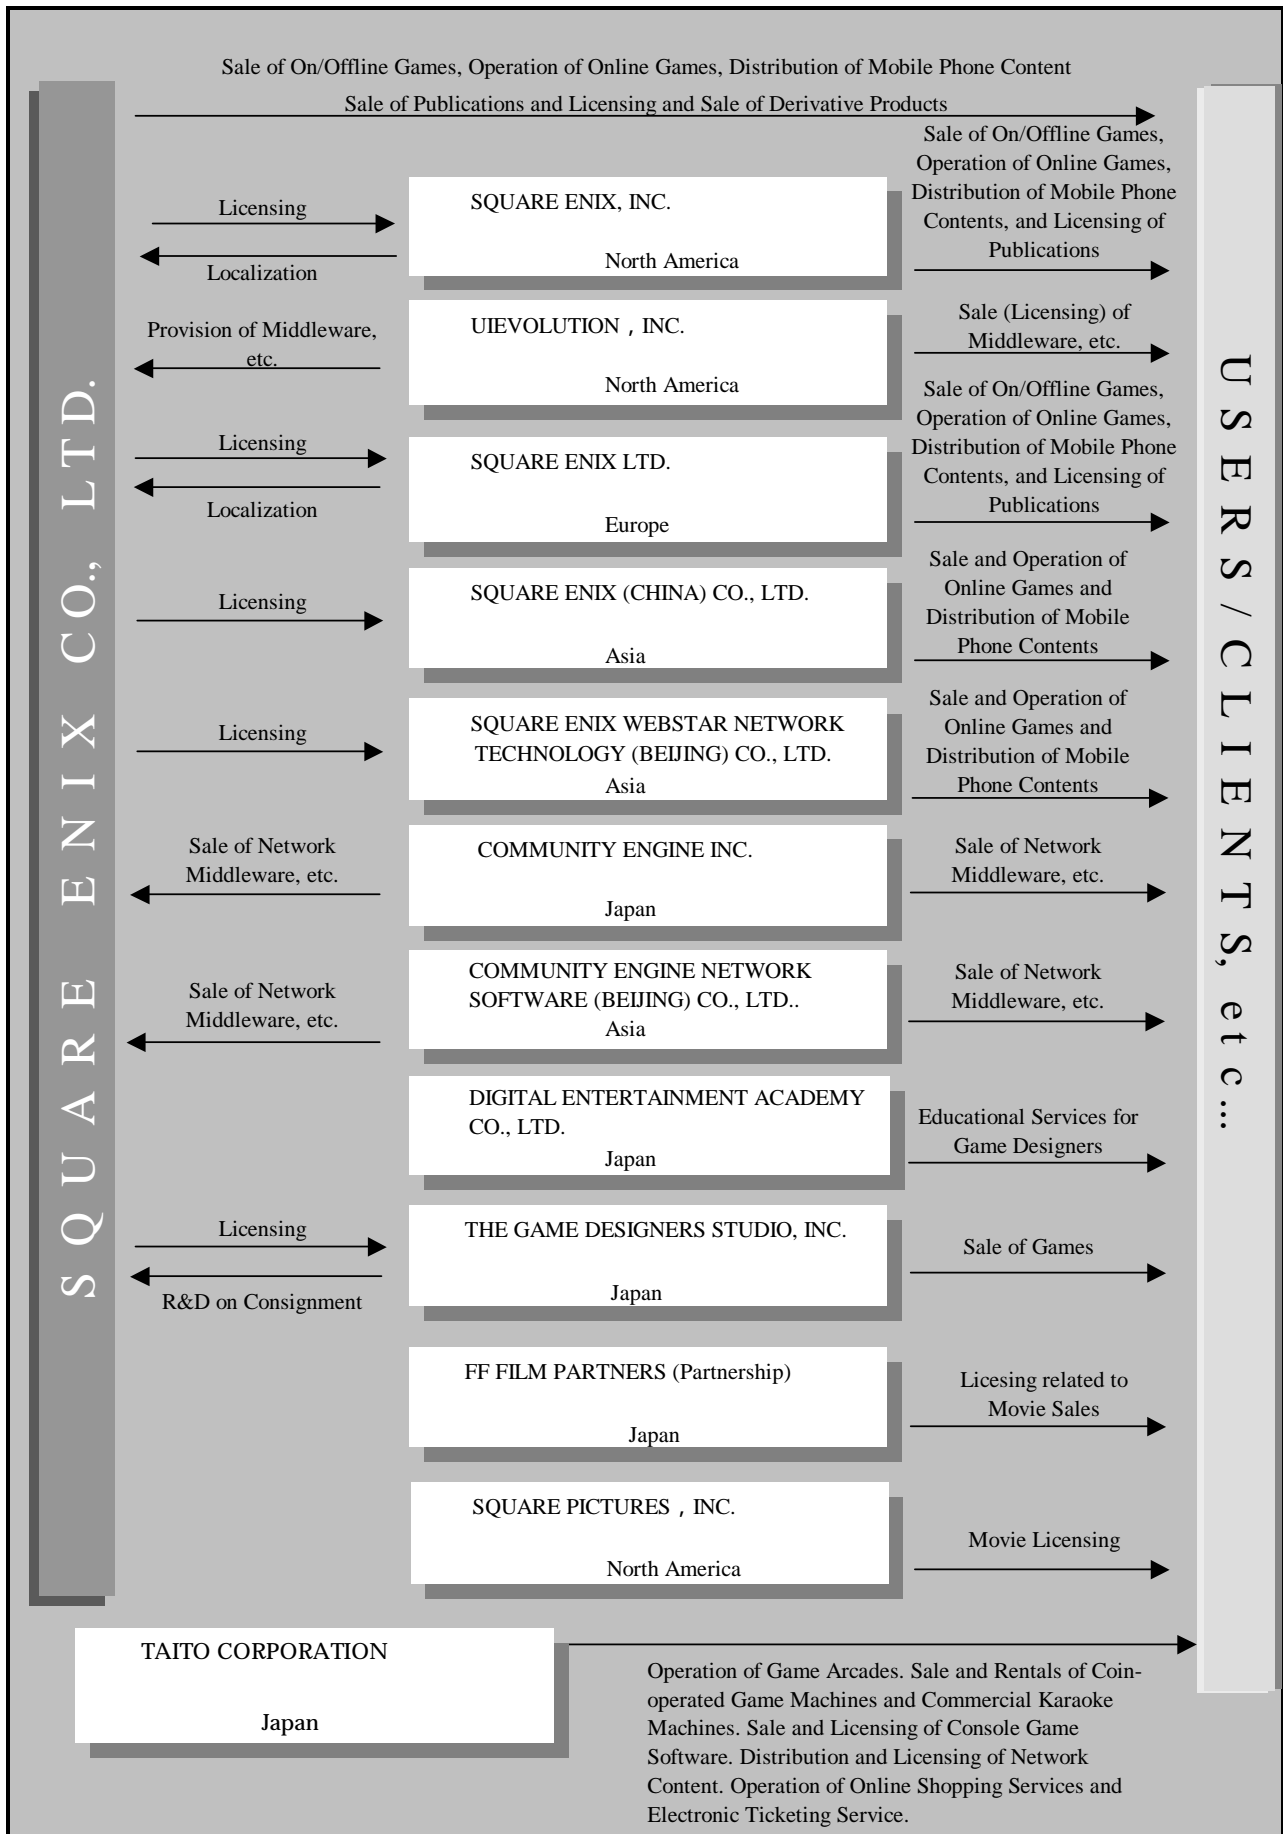 Sale of On/Offline Games, Operation of Online Games, Distribution of Mobile Phone Content
Sale of Publications and Licensing and Sale of Derivative Products
SQUARE ENIX CO., LTD.
USERS/CLIENTS, etc...
Licensing
Localization
SQUARE ENIX, INC.
North America
Sale of On/Offline Games,
Operation of Online Games,
Distribution of Mobile Phone
Contents, and Licensing of
Publications
Provision of Middleware,
etc.
UIEVOLUTION , INC.
North America
Sale (Licensing) of
Middleware, etc.
Licensing
Localization
SQUARE ENIX LTD.
Europe
Sale of On/Offline Games,
Operation of Online Games,
Distribution of Mobile Phone
Contents, and Licensing of
Publications
Licensing
SQUARE ENIX (CHINA) CO., LTD.
Asia
Sale and Operation of
Online Games and
Distribution of Mobile
Phone Contents
Licensing
SQUARE ENIX WEBSTAR NETWORK
TECHNOLOGY (BEIJING) CO., LTD.
Asia
Sale and Operation of
Online Games and
Distribution of Mobile
Phone Contents
Sale of Network
Middleware, etc.
COMMUNITY ENGINE INC.
Japan
Sale of Network
Middleware, etc.
Sale of Network
Middleware, etc.
COMMUNITY ENGINE NETWORK
SOFTWARE (BEIJING) CO., LTD..
Asia
Sale of Network
Middleware, etc.
DIGITAL ENTERTAINMENT ACADEMY
CO., LTD.
Japan
Educational Services for
Game Designers
Licensing
R&D on Consignment
THE GAME DESIGNERS STUDIO, INC.
Japan
Sale of Games
FF FILM PARTNERS (Partnership)
Japan
Licesing related to
Movie Sales
SQUARE PICTURES , INC.
North America
Movie Licensing
TAITO CORPORATION
Japan
Operation of Game Arcades. Sale and Rentals of Coin-
operated Game Machines and Commercial Karaoke
Machines. Sale and Licensing of Console Game
Software. Distribution and Licensing of Network
Content. Operation of Online Shopping Services and
Electronic Ticketing Service.